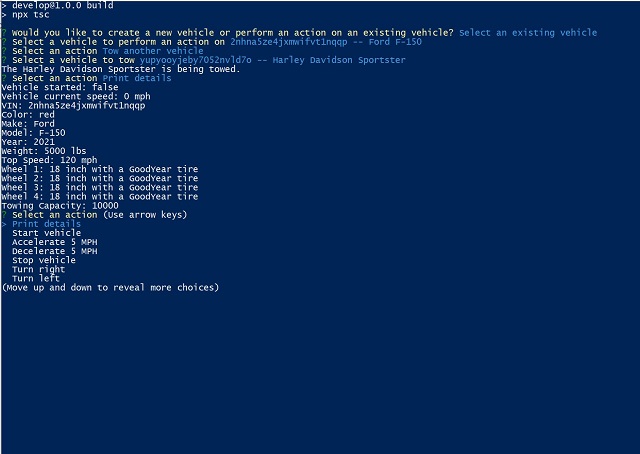 > develop@1.0.0 build
> npx tsc
? Would you like to create a new vehicle or perform an action on an existing vehicle? Select an existing vehicle
? Select a vehicle to perform an action on 2nhna5ze4jxmwifvt1nqqp -- Ford F-150
? Select an action Tow another vehicle
? Select a vehicle to tow yupyooyjeby7052nvld7o -- Harley Davidson Sportster
The Harley Davidson Sportster is being towed.
? Select an action Print details
Vehicle started: false
Vehicle current speed: 0 mph
VIN: 2nhna5ze4jxmwifvt1nqqp
Color: red
Make: Ford
Model: F-150
Year: 2021
Weight: 5000 lbs
Top Speed: 120 mph
Wheel 1: 18 inch with a GoodYear tire
Wheel 2: 18 inch with a GoodYear tire
Wheel 3: 18 inch with a GoodYear tire
Wheel 4: 18 inch with a GoodYear tire
Towing Capacity: 10000
? Select an action (Use arrow keys)
> Print details
Start vehicle
Accelerate 5 MPH
Decelerate 5 MPH
Stop vehicle
Turn right
Turn left
(Move up and down to reveal more choices)